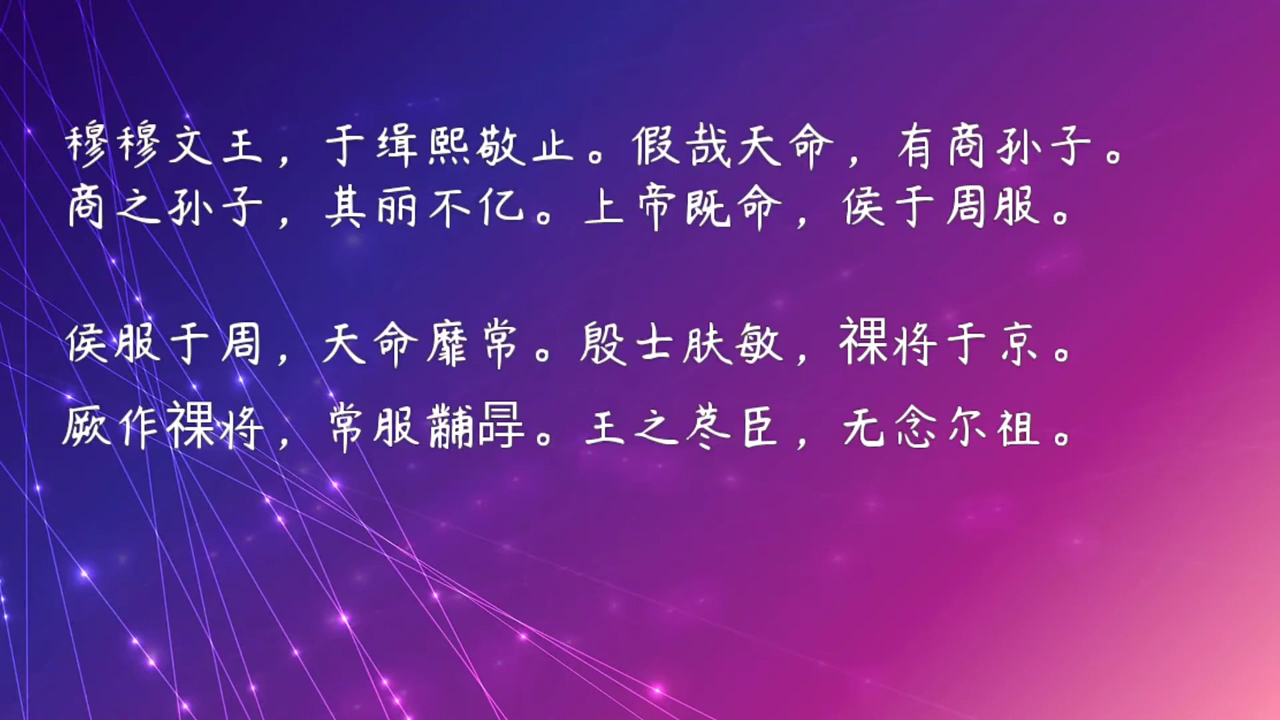 穆穆文王，于缉熙敬止。假哉天命，有商孙子。
商之孙子，其丽不亿。上帝既命，侯于周服。
侯服于周，天命靡常。殷士肤敏，祼将于京。
厥作祼将，常服黼冔。王之荩臣，无念尔祖。